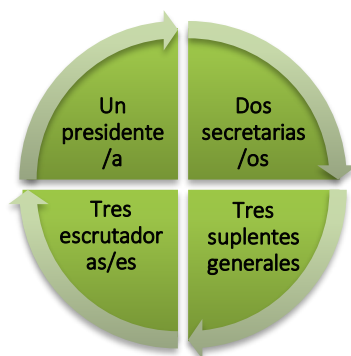 Un
presidente
/a
Dos
secretarias
/os
Tres
escrutador
as/es
Tres
suplentes
generales